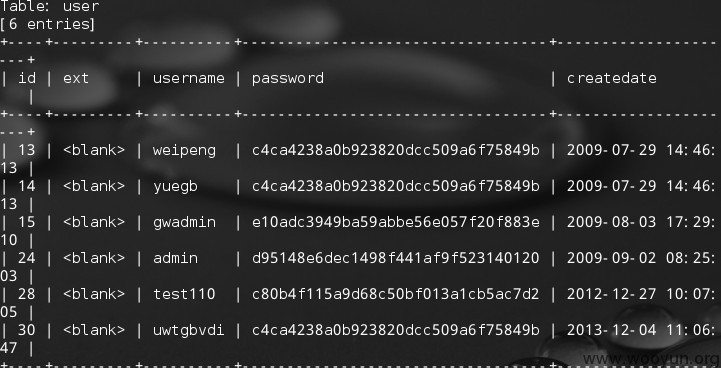 Table: user
[6 entries]
+----+---------+----------+----------------------------------+------------------
---+
| id | ext     | username | password                         | createdate
   |
+----+---------+----------+----------------------------------+------------------
---+
| 13 | <blank> | weipeng  | c4ca4238a0b923820dcc509a6f75849b | 2009-07-29 14:46:
13 |
| 14 | <blank> | yuegb    | c4ca4238a0b923820dcc509a6f75849b | 2009-07-29 14:46:
13 |
| 15 | <blank> | gwadmin  | e10adc3949ba59abbe56e057f20f883e | 2009-08-03 17:29:
10 |
| 24 | <blank> | admin    | d95148e6dec1498f441af9f523140120 | 2009-09-02 08:25:
03 |
| 28 | <blank> | test110  | c80b4f115a9d68c50bf013a1cb5ac7d2 | 2012-12-27 10:07:
05 |
| 30 | <blank> | uwtgbvdi | c4ca4238a0b923820dcc509a6f75849b | 2013-12-04 11:06:
47 |
+----+---------+----------+----------------------------------+------------------
www.wooyun.org